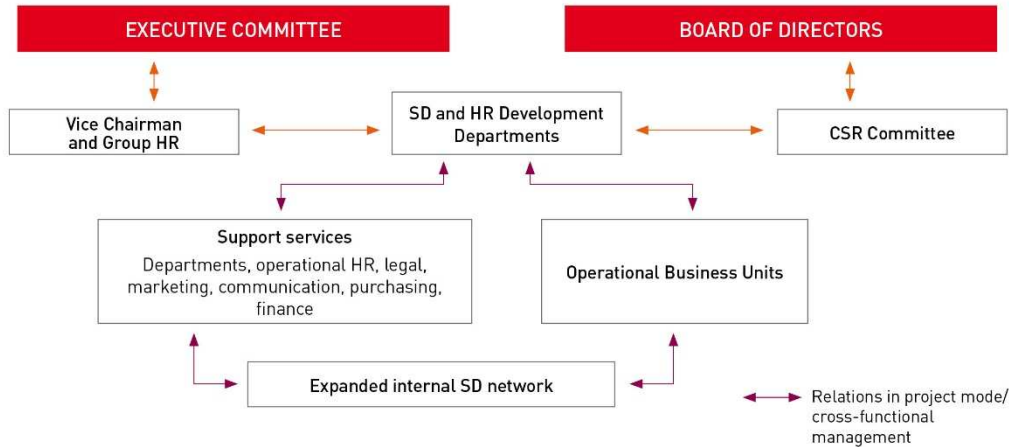 EXECUTIVE COMMITTEE
BOARD OF DIRECTORS
Vice Chairman
and Group HR
SD and HR Development
Departments
CSR Committee
Support services
Departments, operational HR, legal,
marketing, communication, purchasing,
finance
Operational Business Units
Expanded internal SD network
Relations in project mode/
cross-functional
management